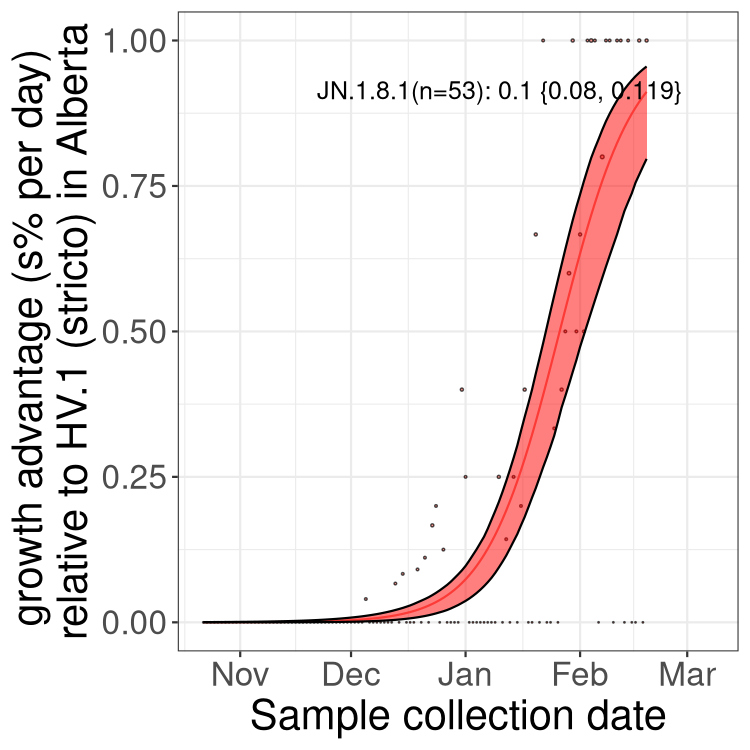 growth advantage (s% per day)
relative to HV.1 (stricto) in Alberta
1.00
0.75
0.50
0.25
0.00
JN.1.8.1(n=53): 0.1 {0.08, 0.119}
Nov Dec Jan Feb Mar
Sample collection date